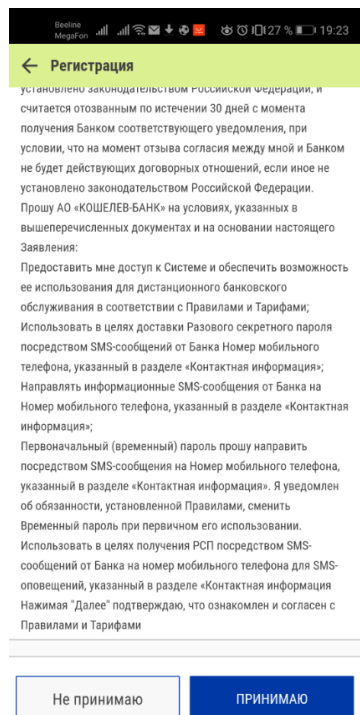 Beeline
MegaFon
27 % 19:23
Регистрация
установлено законодательством Российской Федерации, и
считается отозванным по истечении 30 дней с момента
получения Банком соответствующего уведомления, при
условии, что на момент отзыва согласия между мной и Банком
не будет действующих договорных отношений, если иное не
установлено законодательством Российской Федерации.
Прошу АО «КОШЕЛЕВ-БАНК» на условиях, указанных в
вышеперечисленных документах и на основании настоящего
Заявления:
Предоставить мне доступ к Системе и обеспечить возможность
ее использования для дистанционного банковского
обслуживания в соответствии с Правилами и Тарифами;
Использовать в целях доставки Разового секретного пароля
посредством SMS-сообщений от Банка Номер мобильного
телефона, указанный в разделе «Контактная информация»;
Направлять информационные SMS-сообщения от Банка на
Номер мобильного телефона, указанный в разделе «Контактная
информация»;
Первоначальный (временный) пароль прошу направить
посредством SMS-сообщения на Номер мобильного телефона,
указанный в разделе «Контактная информация». Я уведомлен
об обязанности, установленной Правилами, сменить
Временный пароль при первичном его использовании.
Использовать в целях получения РСП посредством SMS-
сообщений от Банка на номер мобильного телефона для SMS-
оповещений, указанный в разделе «Контактная информация
Нажимая "Далее" подтверждаю, что ознакомлен и согласен с
Правилами и Тарифами
Не принимаю
ПРИНИМАЮ